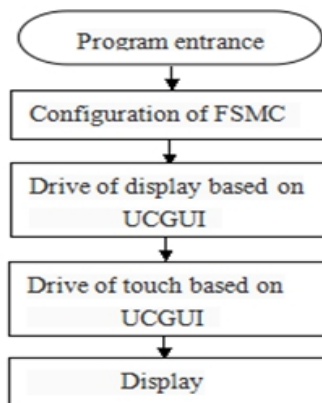 Program entrance
Configuration of FSMC
Drive of display based on
UCGUI
Drive of touch based on
UCGUI
Display